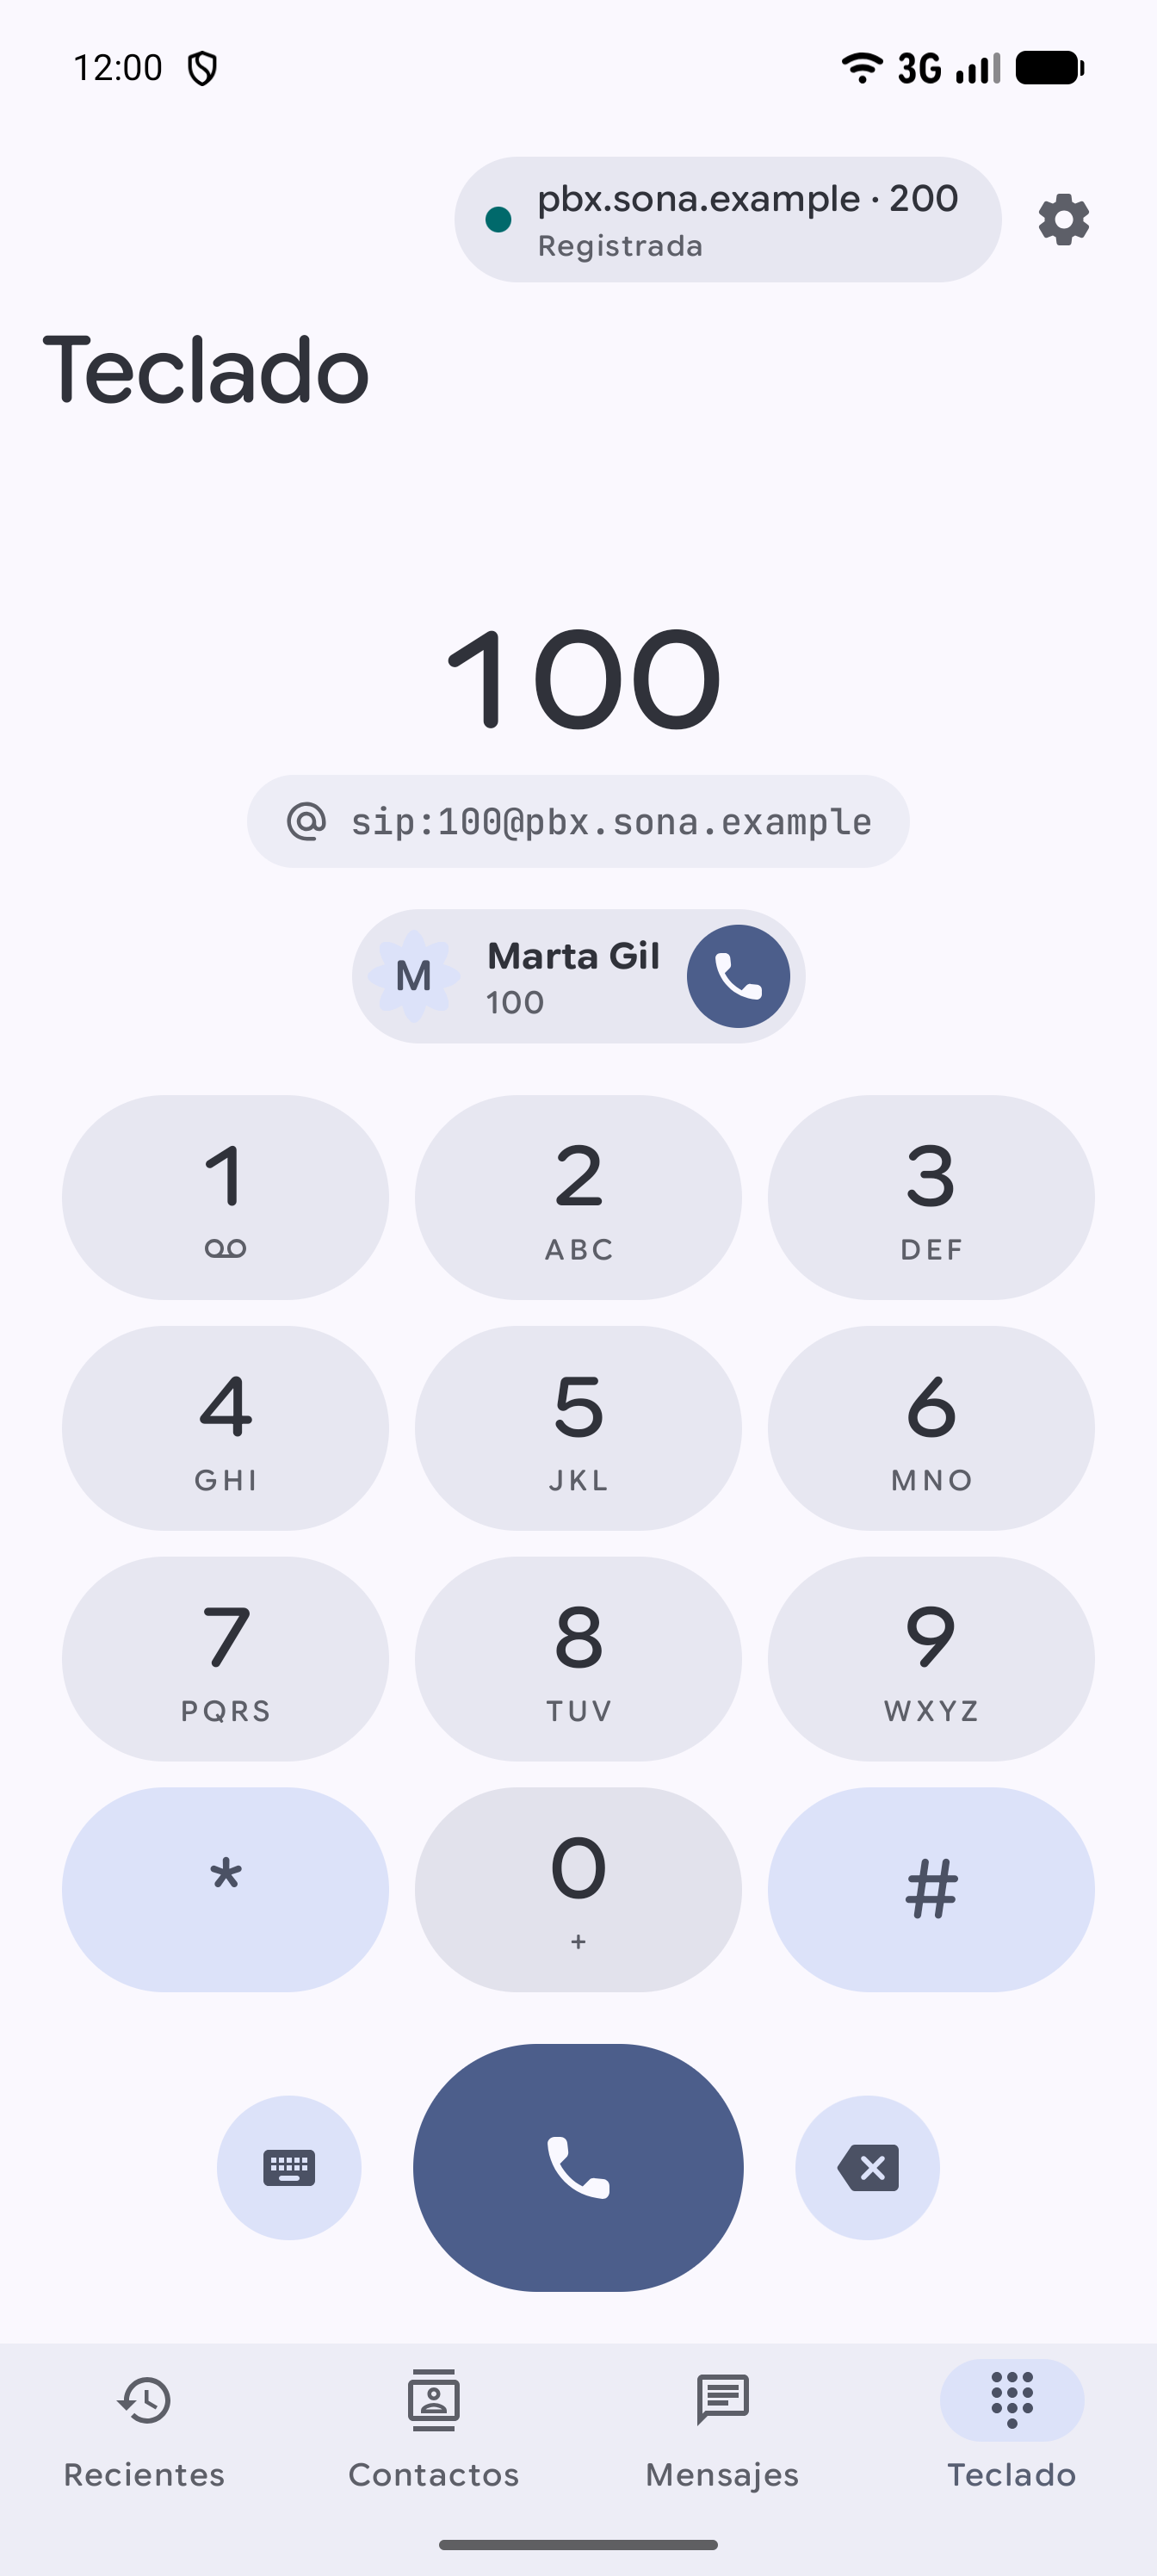 12:00
3G
pbx.sona.example · 200
Registrada
Teclado
100
sip:100@pbx.sona.example
M
Marta Gil
100
1
2
ABC
3
DEF
4
GHI
5
JKL
6
MNO
7
PQRS
8
TUV
9
WXYZ
*
0
+
#
Recientes
Contactos
Mensajes
Teclado